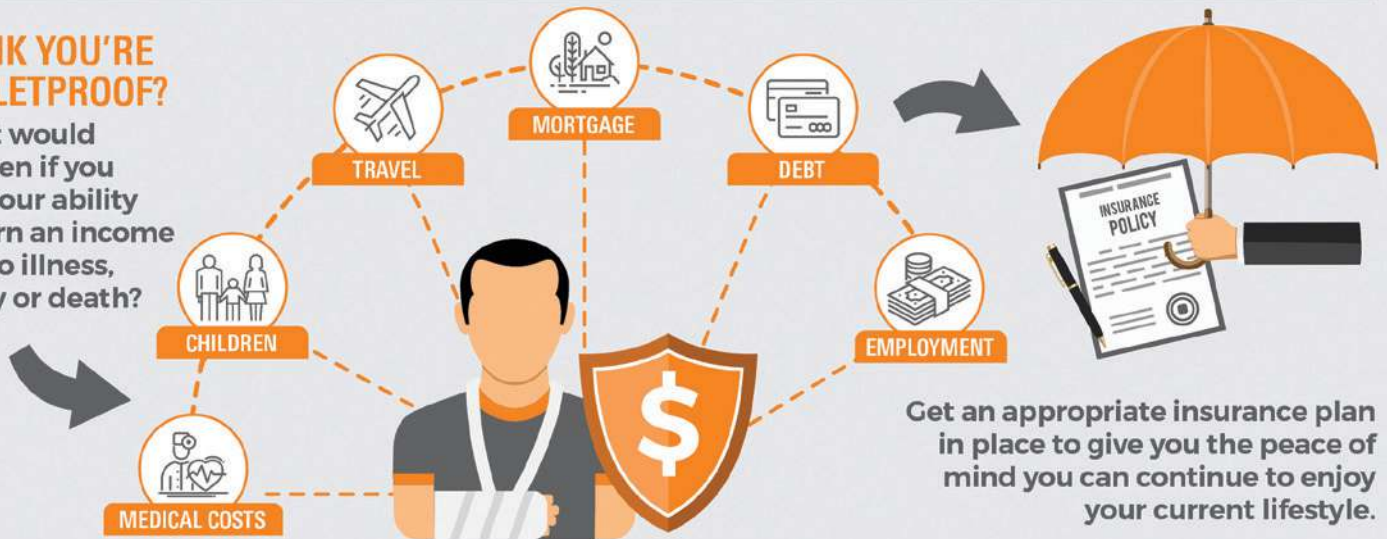 NK YOU'RE
LETPROOF?
t would
en if you
our ability
rn an income
o illness,
y or death?
TRAVEL
MORTGAGE
DEBT
CHILDREN
EMPLOYMENT
MEDICAL COSTS
$
INSURANCE
POLICY
Get an appropriate insurance plan
in place to give you the peace of
mind you can continue to enjoy
your current lifestyle.